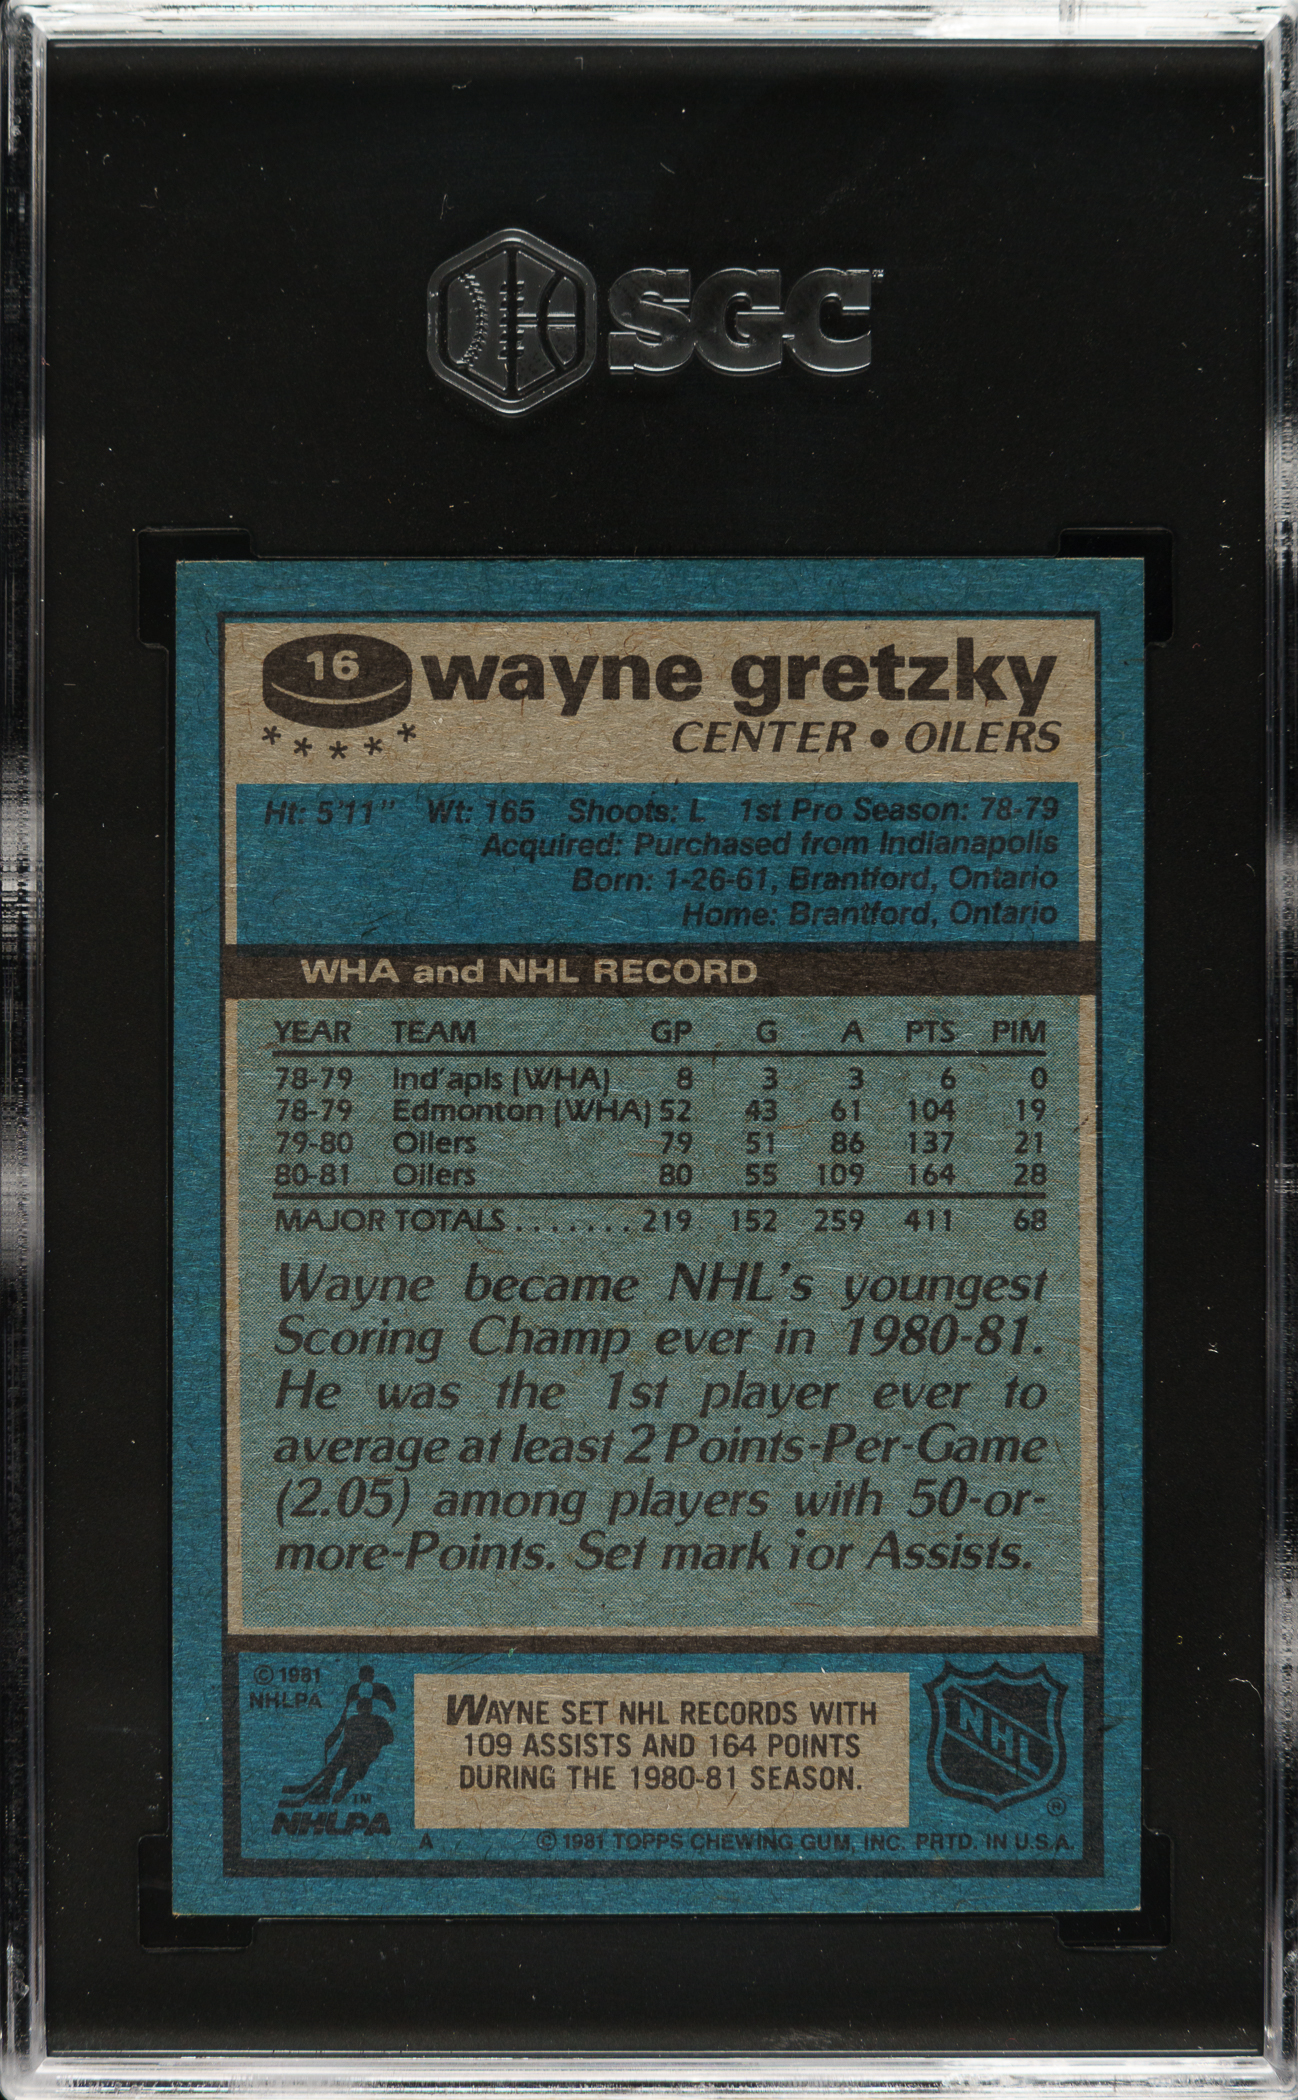 SGC™
16 wayne gretzky
* * * * *
CENTER • OILERS
Ht: 5'11" Wt: 165 Shoots: L 1st Pro Season: 78-79
Acquired: Purchased from Indianapolis
Born: 1-26-61, Brantford, Ontario
Home: Brantford, Ontario
WHA and NHL RECORD
YEAR TEAM GP G A PTS PIM
78-79 Ind'apls (WHA) 8 3 3 6 0
78-79 Edmonton (WHA) 52 43 61 104 19
79-80 Oilers 79 51 86 137 21
80-81 Oilers 80 55 109 164 28
MAJOR TOTALS....... 219 152 259 411 68
Wayne became NHL's youngest
Scoring Champ ever in 1980-81.
He was the 1st player ever to
average at least 2 Points-Per-Game
(2.05) among players with 50-or-
more-Points. Set mark for Assists.
© 1981
NHLPA
TM
NHLPA
WAYNE SET NHL RECORDS WITH
109 ASSISTS AND 164 POINTS
DURING THE 1980-81 SEASON.
NHL
®
A © 1981 TOPPS CHEWING GUM, INC. PRTD. IN U.S.A.